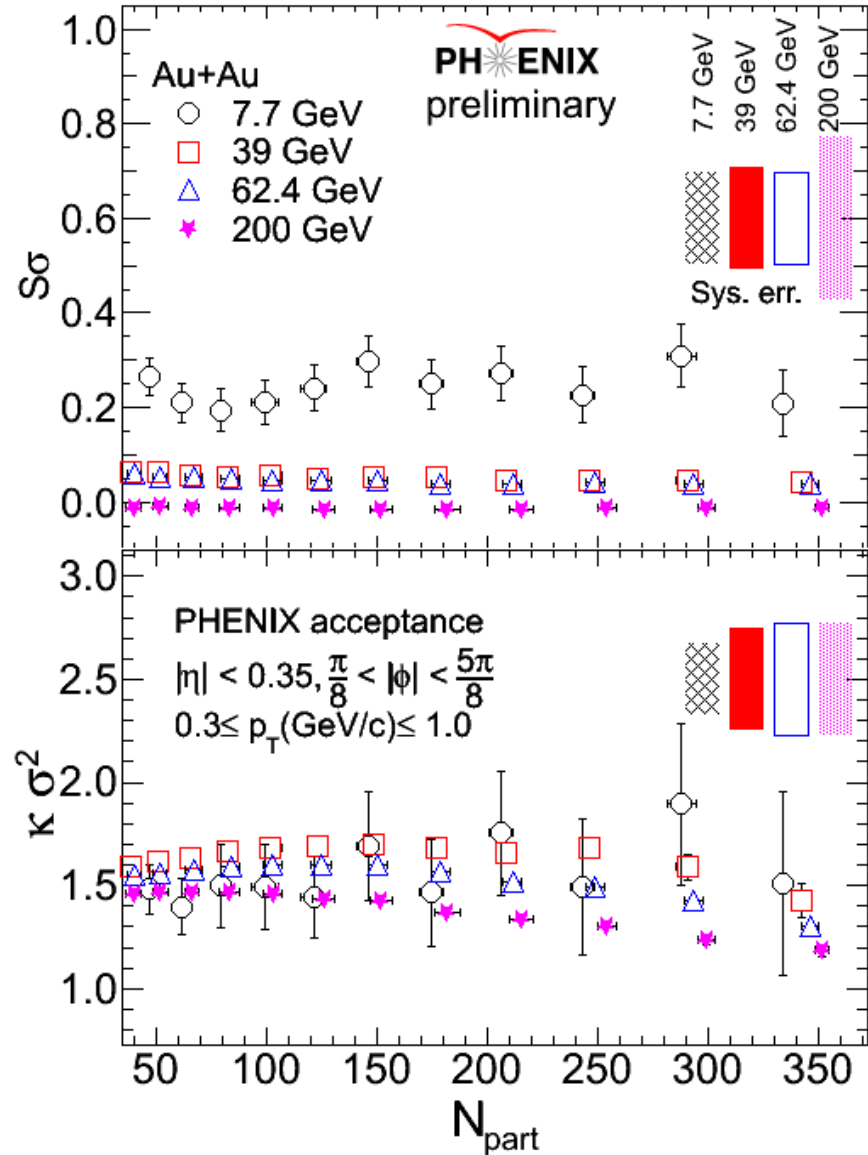 1.0
0.8
0.6
0.4
0.2
0.0
Sσ
Au+Au
7.7 GeV
39 GeV
62.4 GeV
200 GeV
PHENIX
preliminary
7.7 GeV
39 GeV
62.4 GeV
200 GeV
Sys. err.
3.0
2.5
2.0
1.5
1.0
κ σ²
PHENIX acceptance
|η| < 0.35, π/8 < |ϕ| < 5π/8
0.3≤ p_T(GeV/c)≤ 1.0
50 100 150 200 250 300 350
N_part